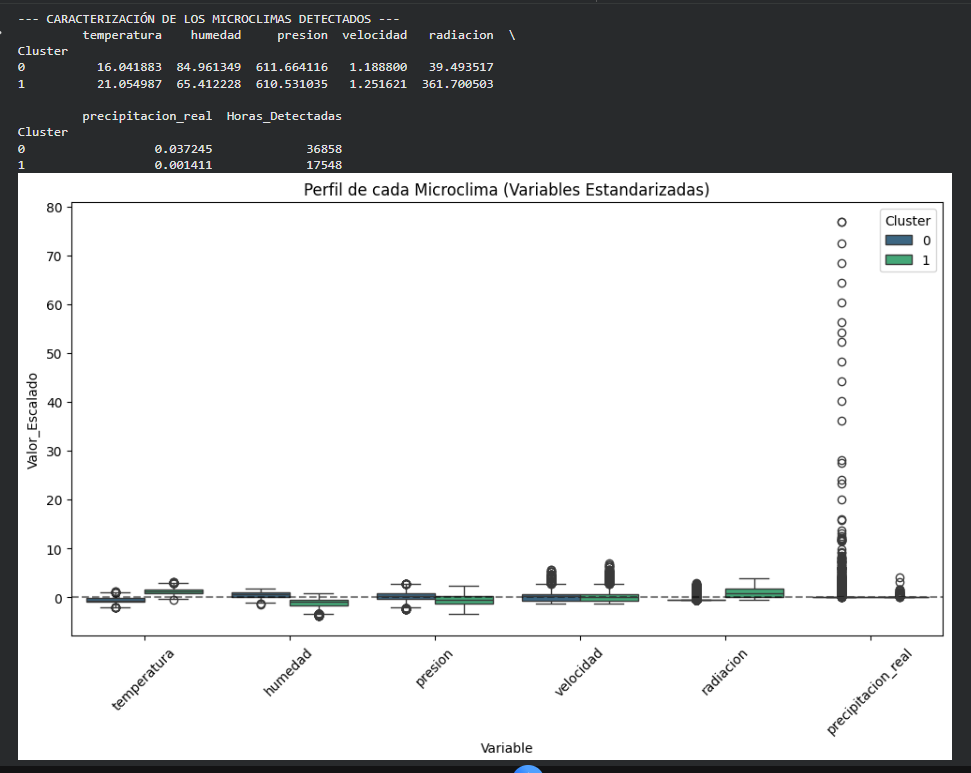 --- CARACTERIZACIÓN DE LOS MICROCLIMAS DETECTADOS ---
temperatura humedad presion velocidad radiacion \
Cluster
0 16.041883 84.961349 611.664116 1.188800 39.493517
1 21.054987 65.412228 610.531035 1.251621 361.700503
precipitacion_real Horas_Detectadas
Cluster
0 0.037245 36858
1 0.001411 17548
Perfil de cada Microclima (Variables Estandarizadas)
Cluster
0
1
80
70
60
50
40
30
20
10
0
Valor_Escalado
temperatura
humedad
presion
velocidad
radiacion
precipitacion_real
Variable